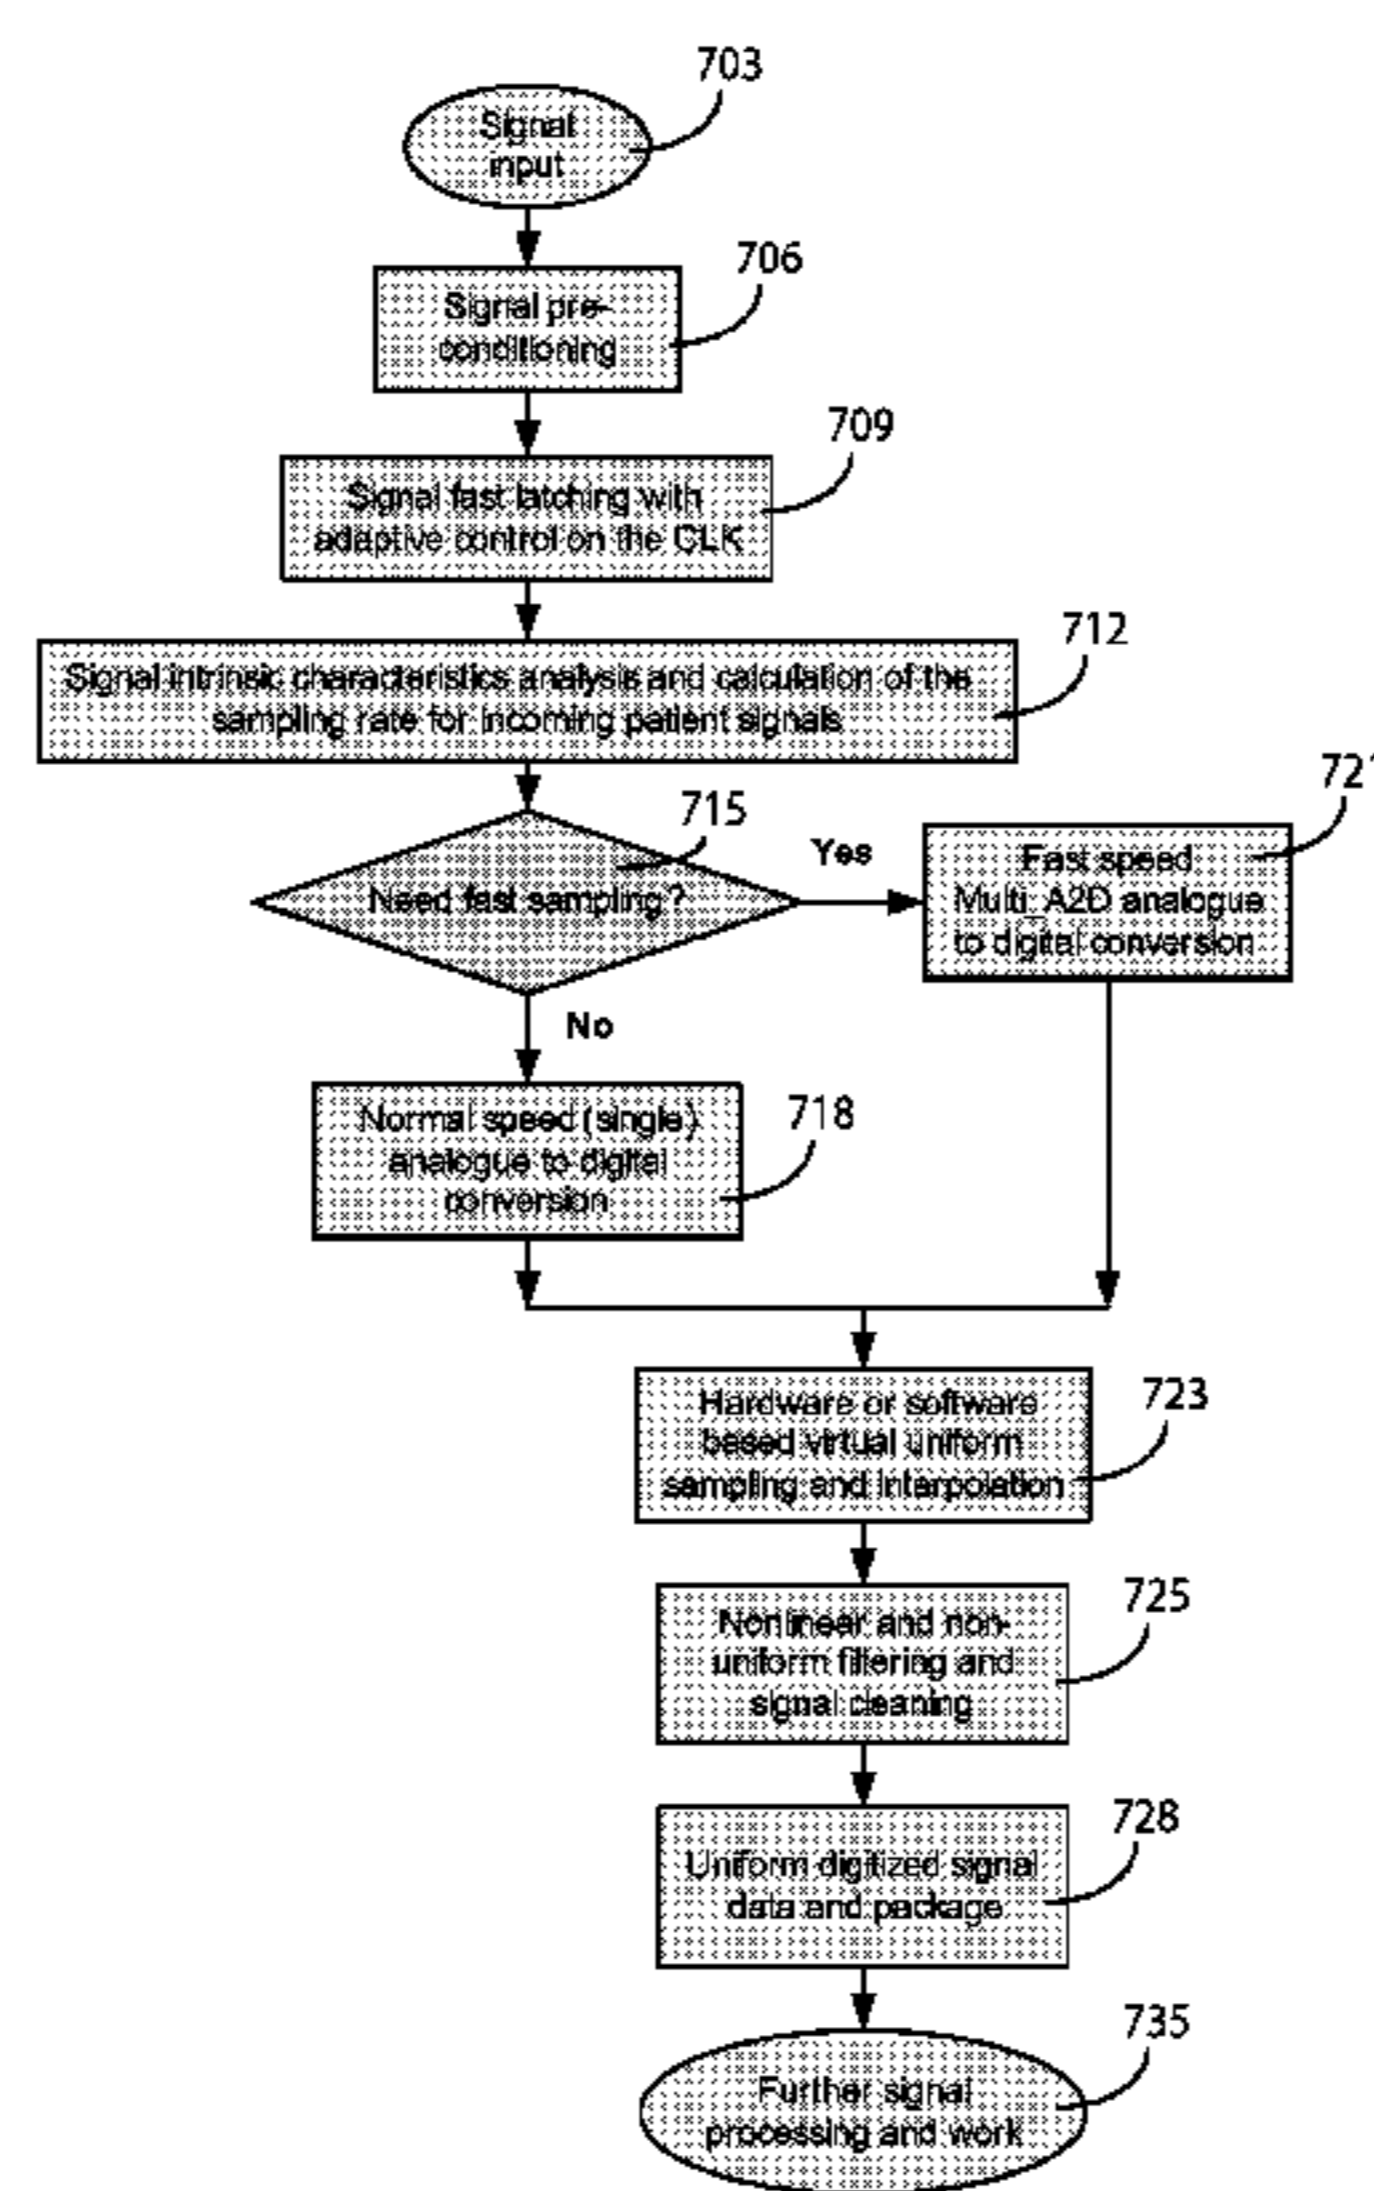 703
Signal
input
706
Signal pre-
conditioning
709
Signal fast latching with
adaptive control on the CLK
712
Signal intrinsic characteristics analysis and calculation of the
sampling rate for incoming patient signals
715
Need fast sampling?
Yes
721
Fast speed
Multi_A2D analogue
to digital conversion
No
718
Normal speed (single)
analogue to digital
conversion
723
Hardware or software
based virtual uniform
sampling and interpolation
725
Nonlinear and non-
uniform filtering and
signal cleaning
728
Uniform digitized signal
data and package
735
Further signal
processing and work